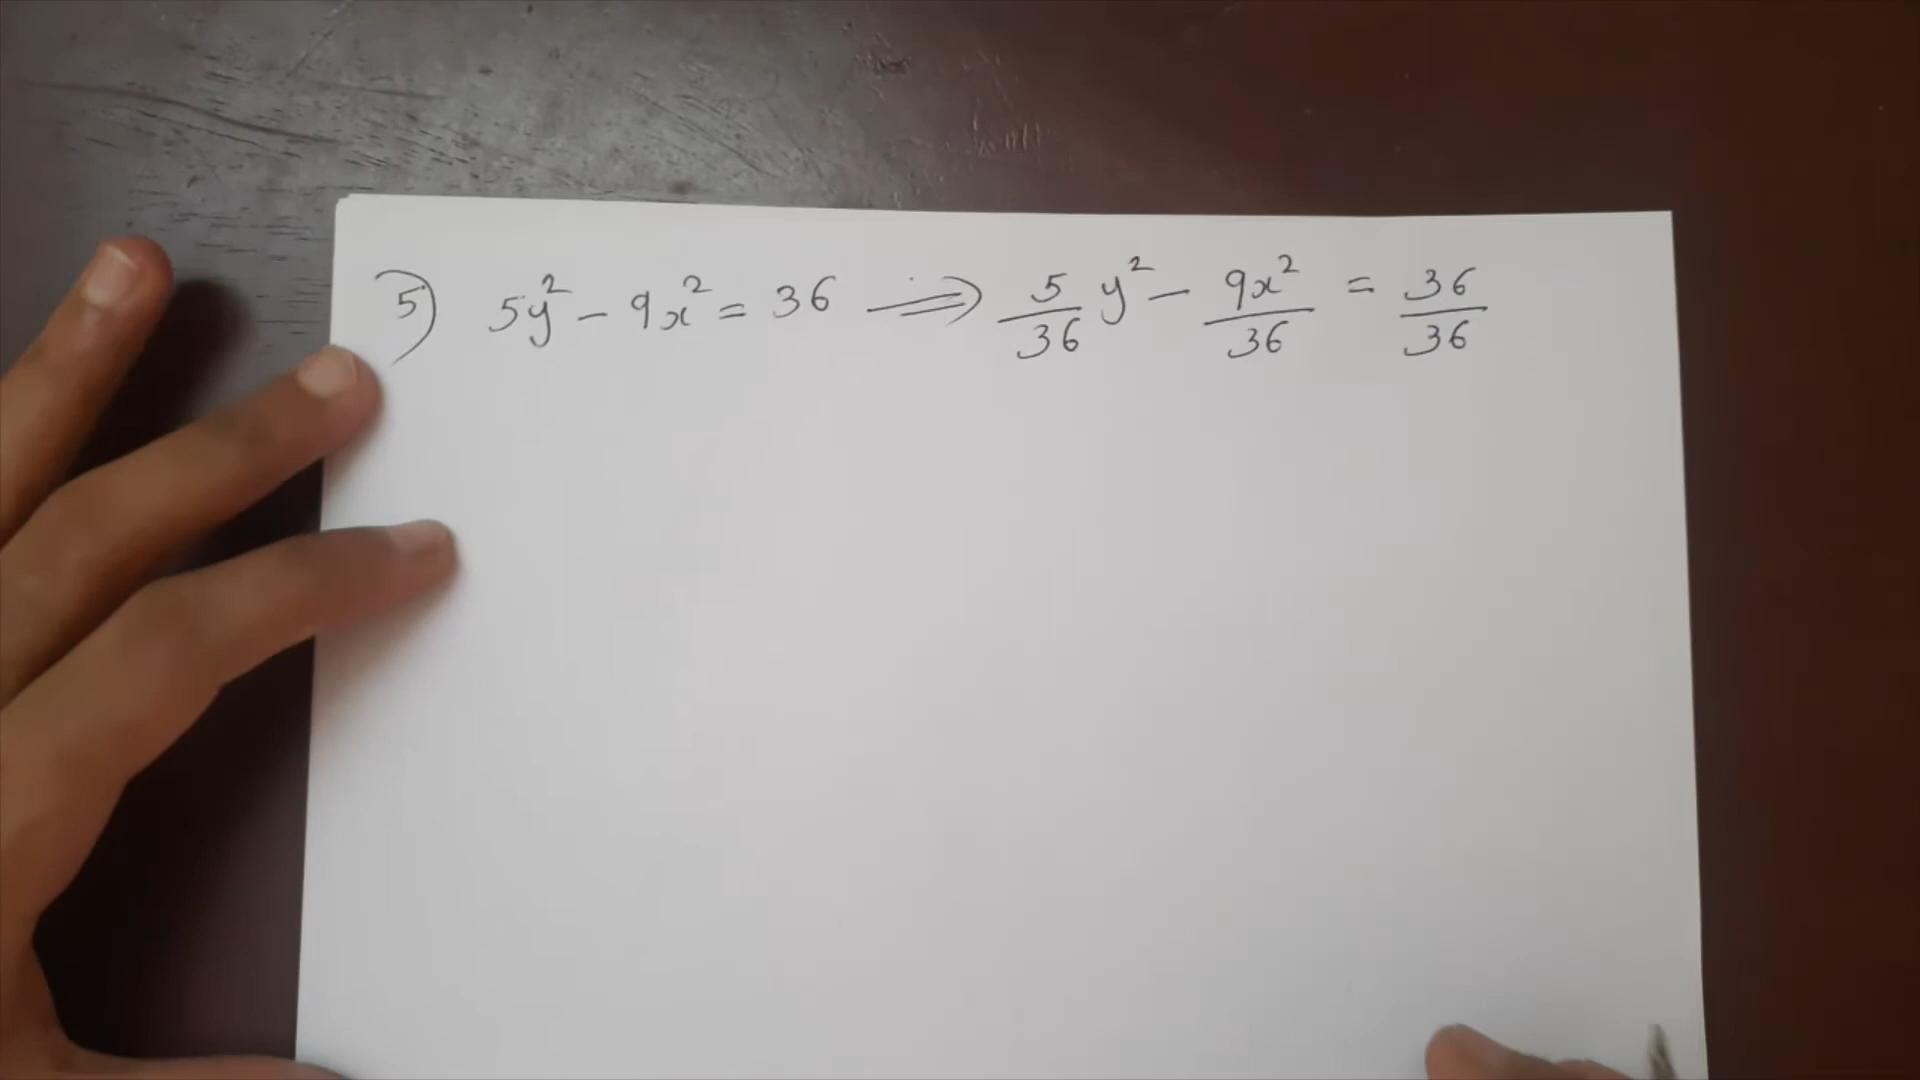 5) 5y² - 9x² = 36 ⟹ 5/36 y² - 9x²/36 = 36/36